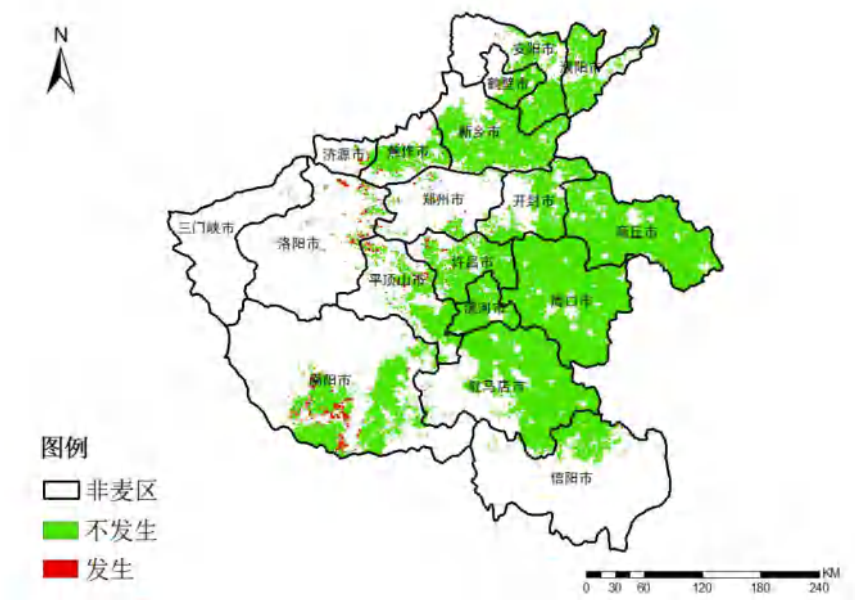 N
安阳市
濮阳市
鹤壁市
新乡市
济源市
焦作市
郑州市
开封市
三门峡市
洛阳市
商丘市
许昌市
平顶山市
漯河市
周口市
南阳市
驻马店市
信阳市
图例
非麦区
不发生
发生
KM
0 30 60 120 180 240